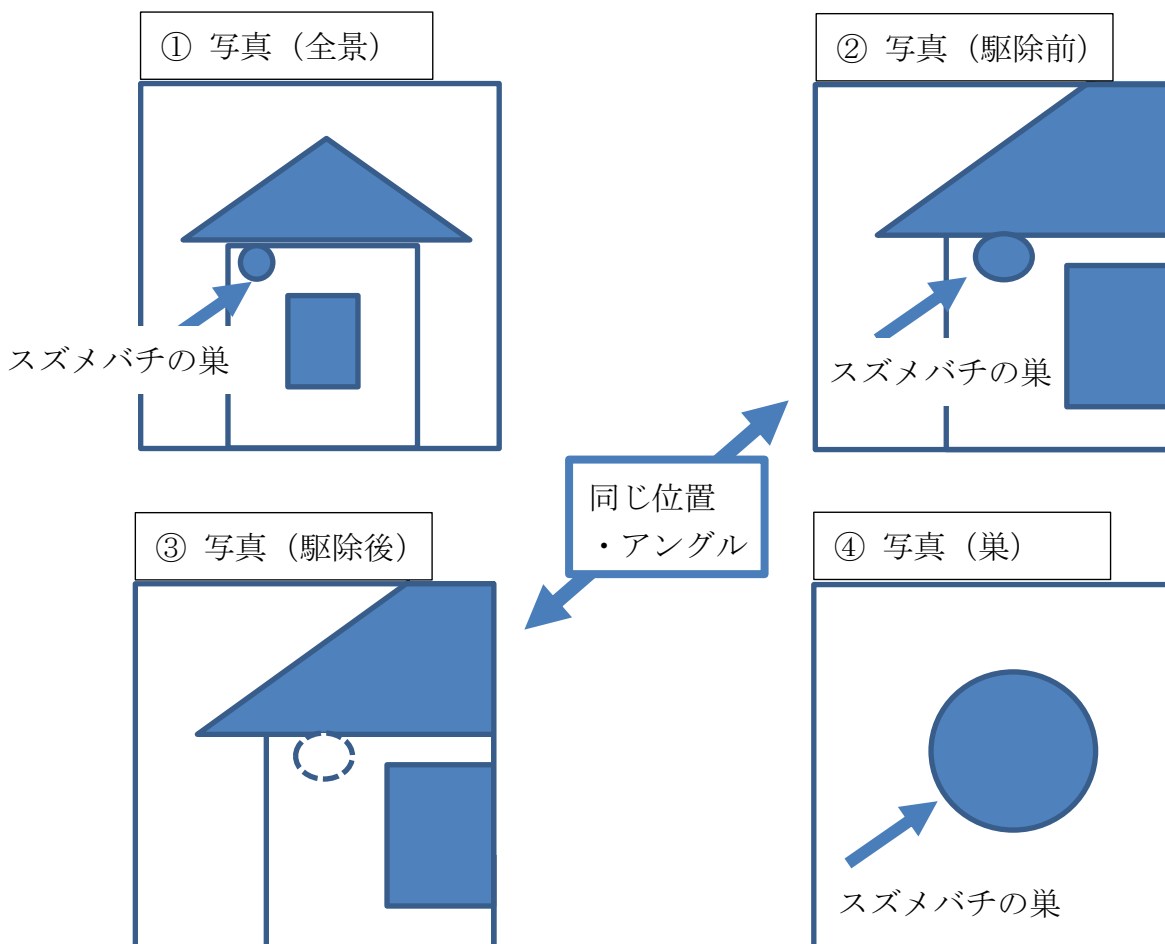 ① 写真（全景）
② 写真（駆除前）
スズメバチの巣
スズメバチの巣
同じ位置
・アングル
③ 写真（駆除後）
④ 写真（巣）
スズメバチの巣